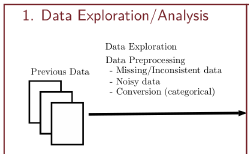 1. Data Exploration/Analysis
Data Exploration
Data Preprocessing
- Missing/Inconsistent data
- Noisy data
- Conversion (categorical)
Previous Data